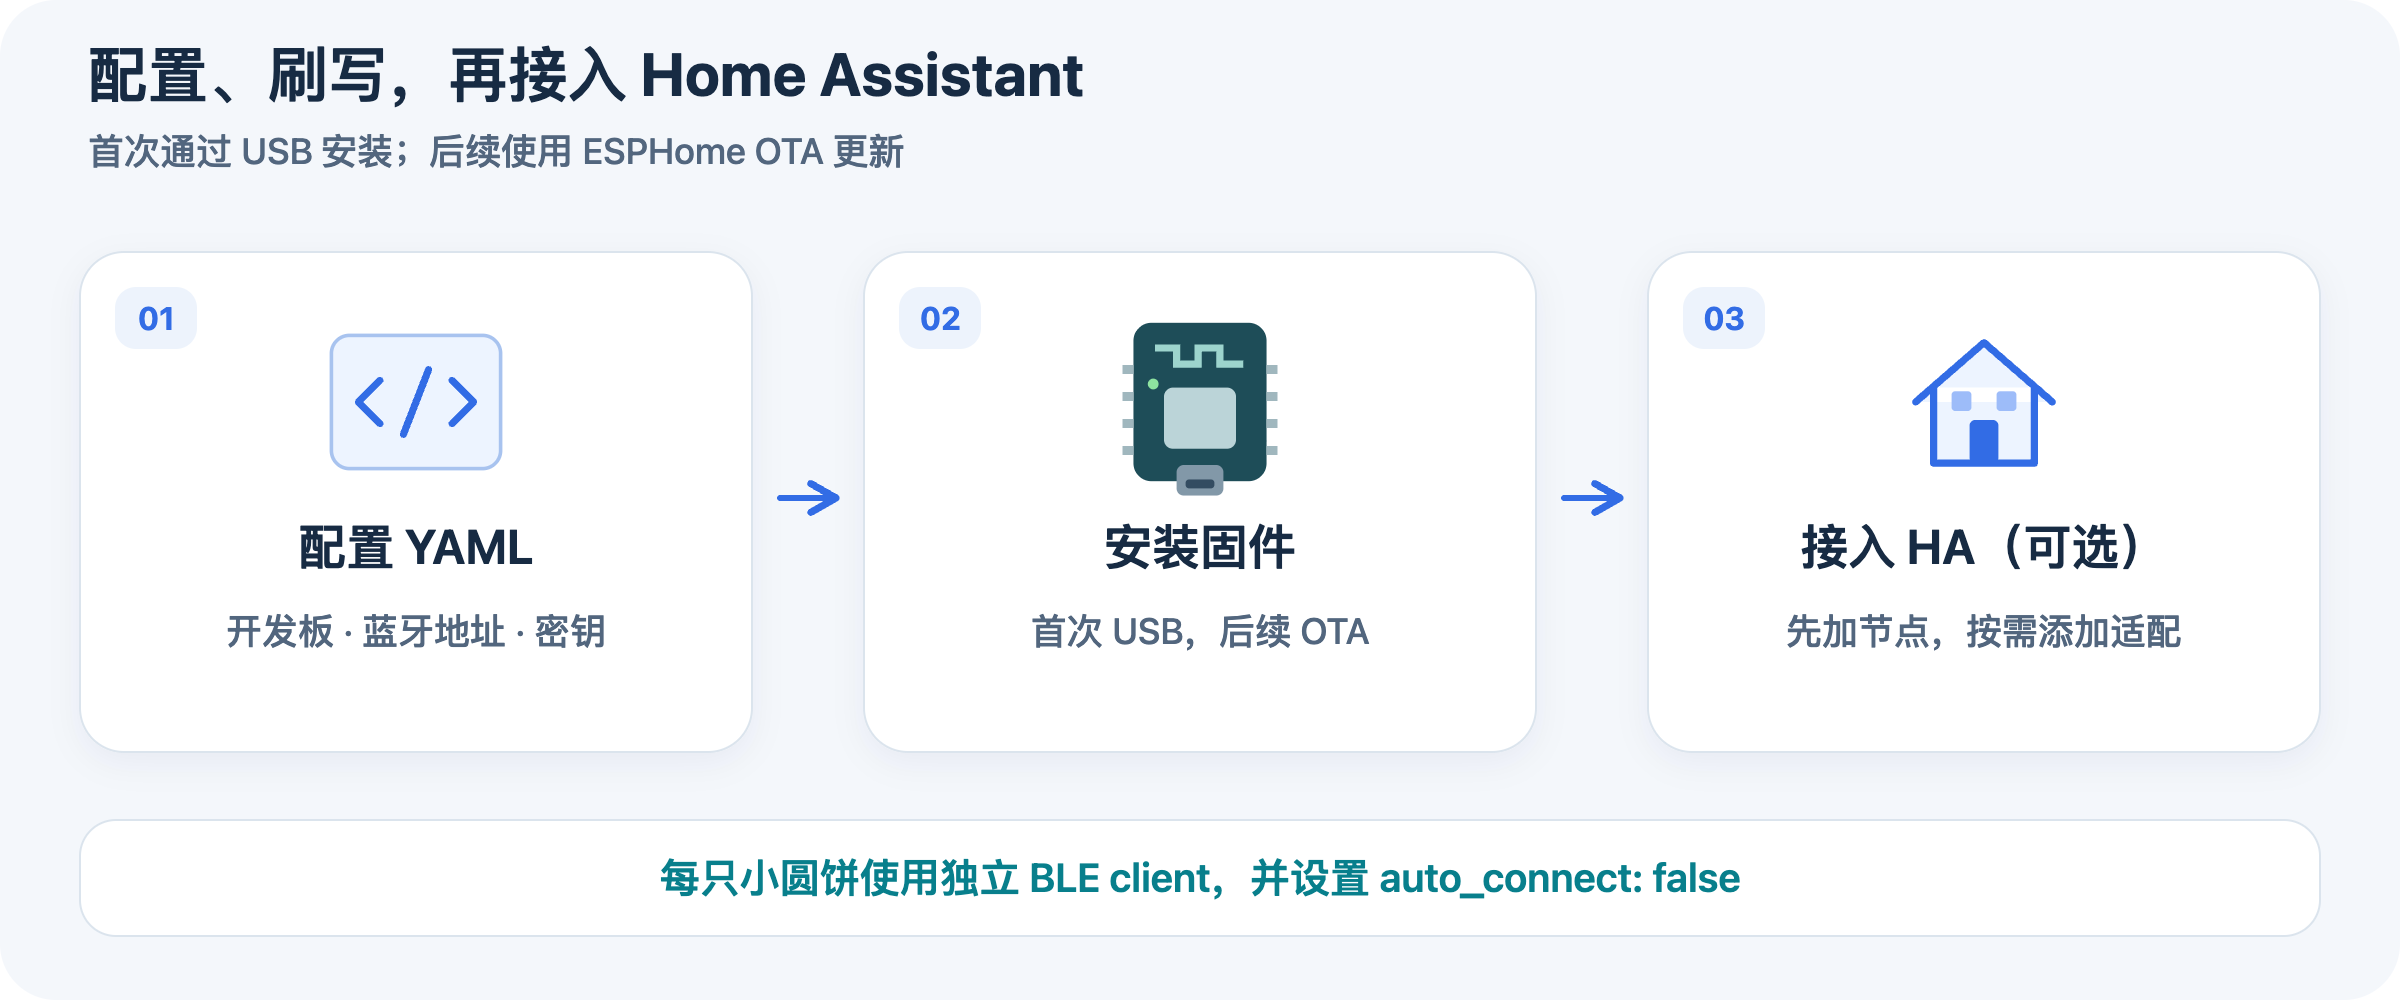 配置、刷写，再接入 Home Assistant
首次通过 USB 安装；后续使用 ESPHome OTA 更新
01
02
03
配置 YAML
安装固件
接入 HA（可选）
开发板 · 蓝牙地址 · 密钥
首次 USB，后续 OTA
先加节点，按需添加适配
每只小圆饼使用独立 BLE client，并设置 auto_connect: false